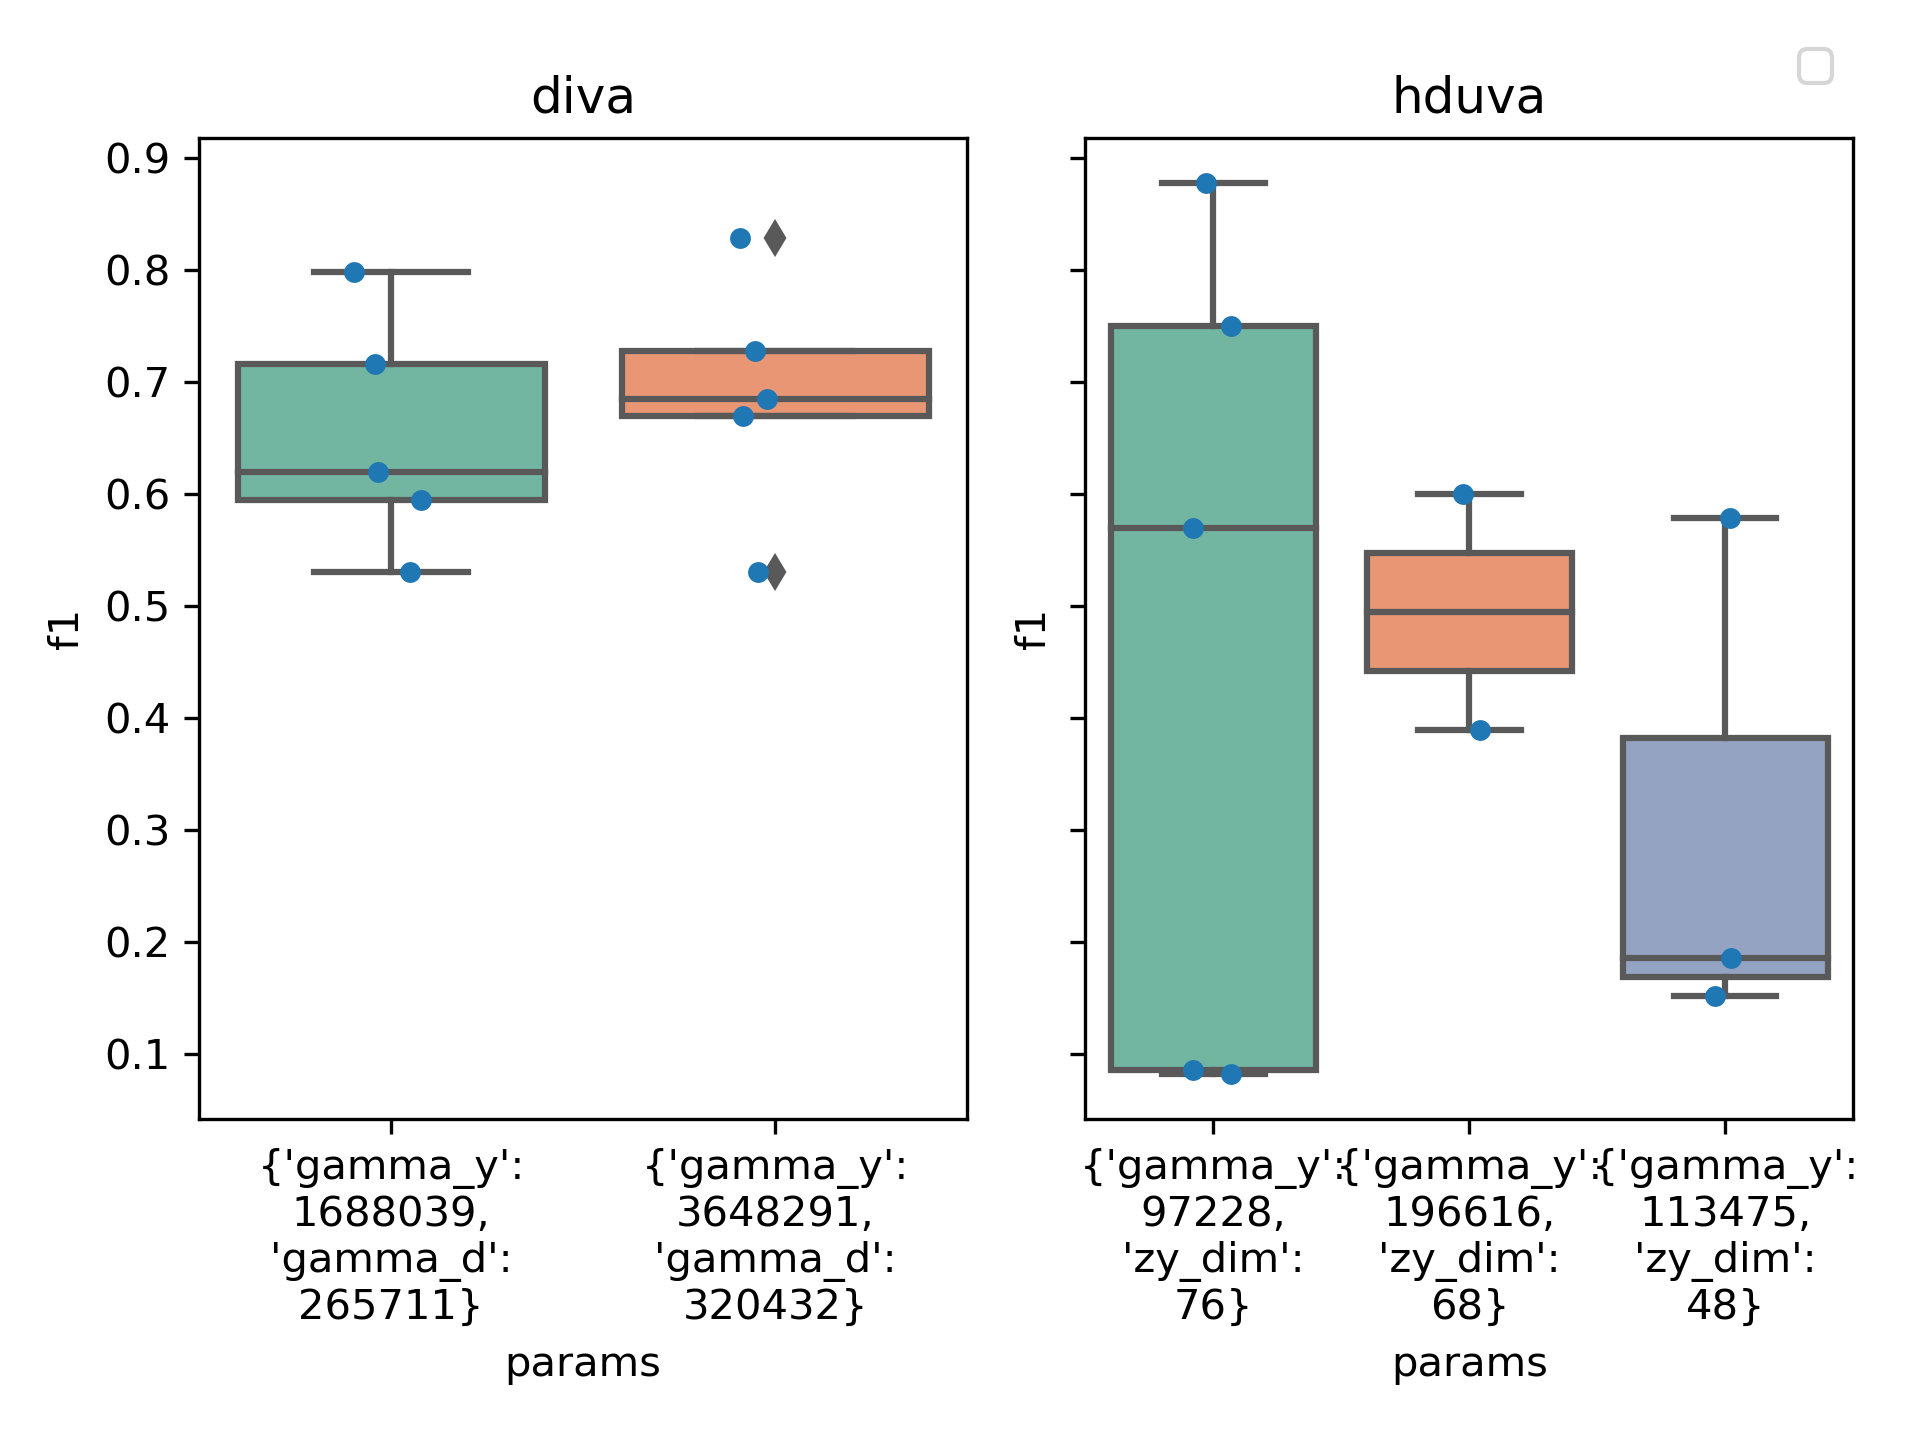 diva
f1
0.9
0.8
0.7
0.6
0.5
0.4
0.3
0.2
0.1
{'gamma_y':
1688039,
'gamma_d':
265711}
{'gamma_y':
3648291,
'gamma_d':
320432}
params
hduva
f1
{'gamma_y':
97228,
'zy_dim':
76}
{'gamma_y':
196616,
'zy_dim':
68}
{'gamma_y':
113475,
'zy_dim':
48}
params